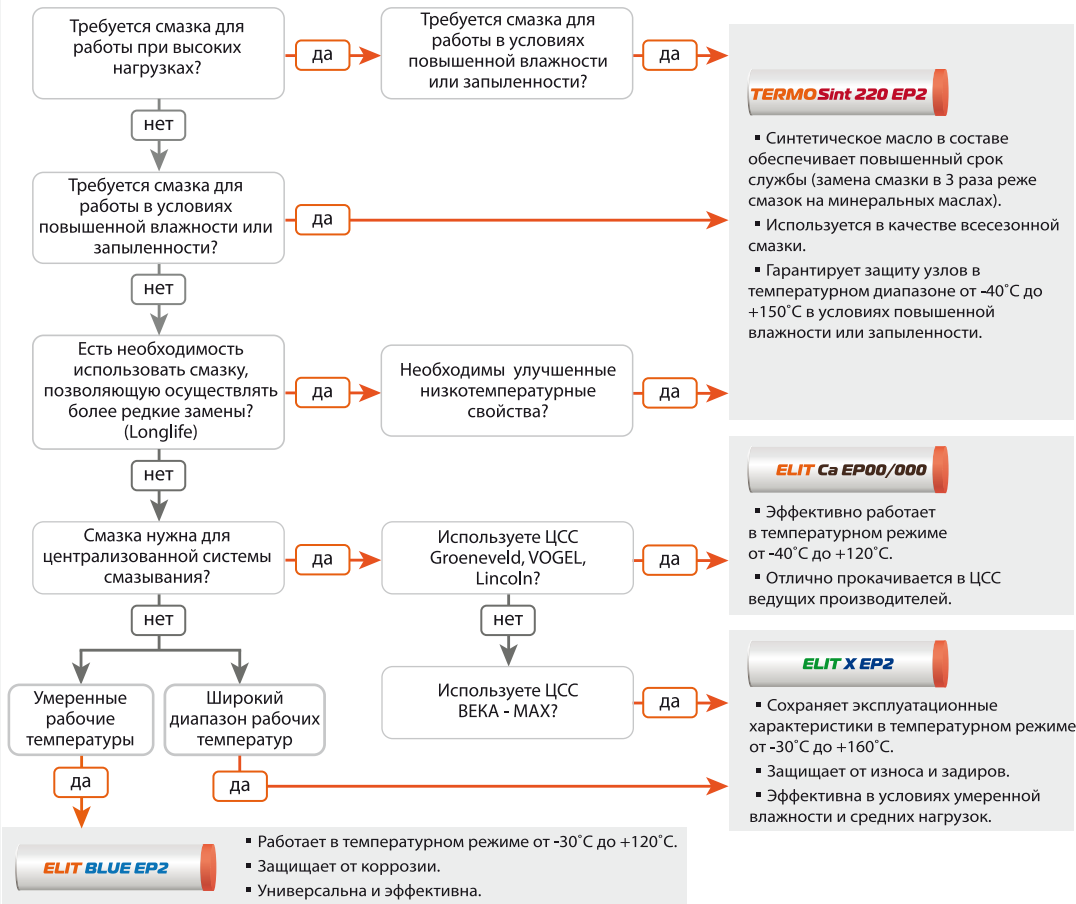 Требуется смазка для
работы при высоких
нагрузках?
да
Требуется смазка для
работы в условиях
повышенной влажности
или запыленности?
да
нет
Требуется смазка для
работы в условиях
повышенной влажности или
запыленности?
да
нет
Есть необходимость
использовать смазку,
позволяющую осуществлять
более редкие замены?
(Longlife)
да
Необходимы улучшенные
низкотемпературные
свойства?
да
TERMOSint 220 EP2
▪ Синтетическое масло в составе
обеспечивает повышенный срок
службы (замена смазки в 3 раза реже
смазок на минеральных маслах).
▪ Используется в качестве всесезонной
смазки.
▪ Гарантирует защиту узлов в
температурном диапазоне от -40˚C до
+150˚C в условиях повышенной
влажности или запыленности.
нет
Смазка нужна для
централизованной системы
смазывания?
да
Используете ЦСС
Groeneveld, VOGEL,
Lincoln?
да
ELIT Ca EP00/000
▪ Эффективно работает
в температурном режиме
от -40˚C до +120˚C.
▪ Отлично прокачивается в ЦСС
ведущих производителей.
нет
нет
Используете ЦСС
BEKA - MAX?
да
ELIT X EP2
▪ Сохраняет эксплуатационные
характеристики в температурном режиме
от -30˚C до +160˚C.
▪ Защищает от износа и задиров.
▪ Эффективна в условиях умеренной
влажности и средних нагрузок.
Умеренные
рабочие
температуры
Широкий
диапазон рабочих
температур
да
да
ELIT BLUE EP2
▪ Работает в температурном режиме от -30˚C до +120˚C.
▪ Защищает от коррозии.
▪ Универсальна и эффективна.